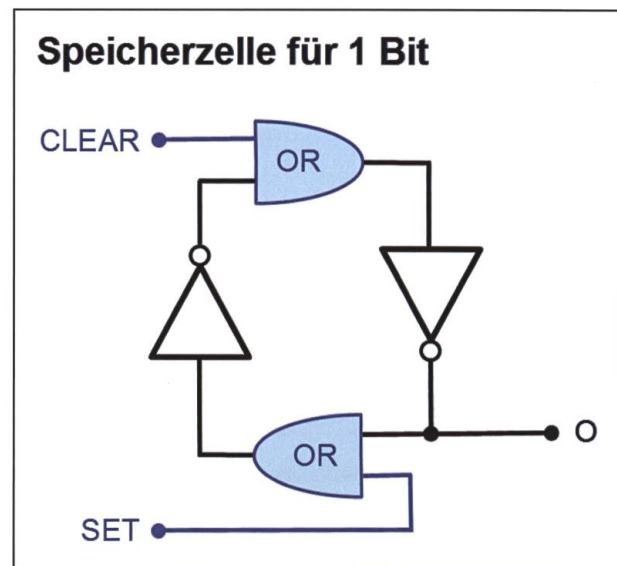 Speicherzelle für 1 Bit
CLEAR
OR
OR
O
SET